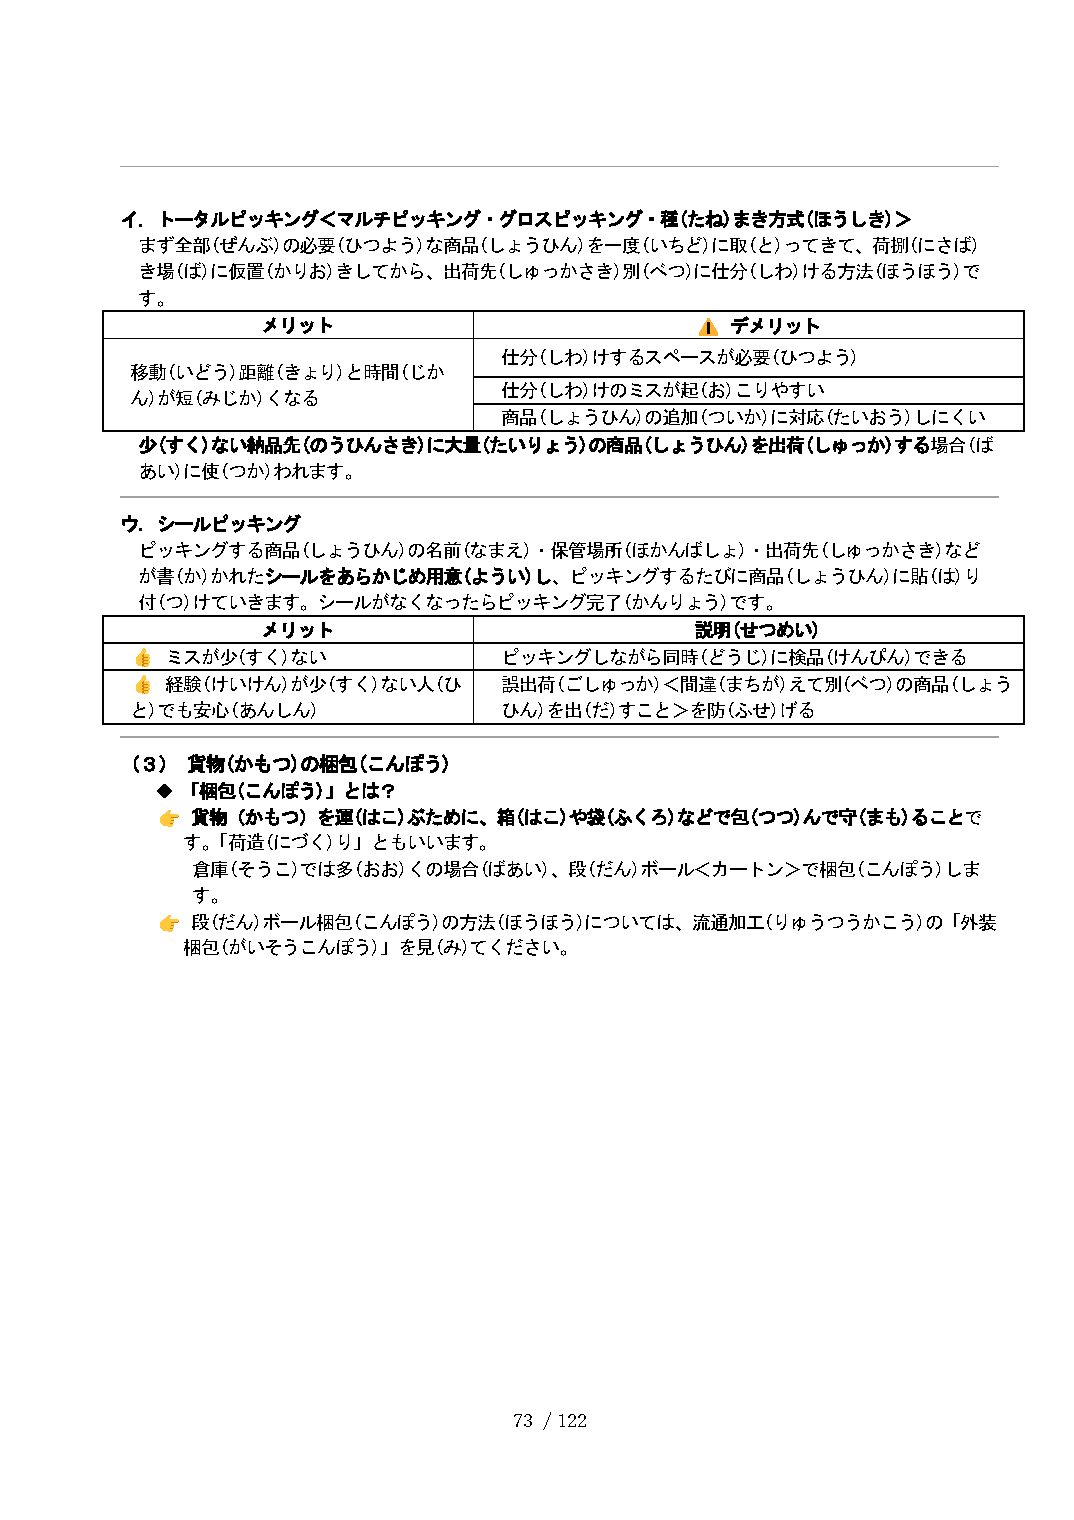 イ. トータルピッキング＜マルチピッキング・グロスピッキング・種(たね)まき方式(ほうしき)＞
まず全部(ぜんぶ)の必要(ひつよう)な商品(しょうひん)を一度(いちど)に取(と)ってきて、荷捌(にさば)
き場(ば)に仮置(かりお)きしてから、出荷先(しゅっかさき)別(べつ)に仕分(しわ)ける方法(ほうほう)で
す。
メリット
⚠ デメリット
移動(いどう)距離(きょり)と時間(じか
ん)が短(みじか)くなる
仕分(しわ)けするスペースが必要(ひつよう)
仕分(しわ)けのミスが起(お)こりやすい
商品(しょうひん)の追加(ついか)に対応(たいおう)しにくい
少(すく)ない納品先(のうひんさき)に大量(たいりょう)の商品(しょうひん)を出荷(しゅっか)する場合(ば
あい)に使(つか)われます。
ウ. シールピッキング
ピッキングする商品(しょうひん)の名前(なまえ)・保管場所(ほかんばしょ)・出荷先(しゅっかさき)など
が書(か)かれたシールをあらかじめ用意(ようい)し、ピッキングするたびに商品(しょうひん)に貼(は)り
付(つ)けていきます。シールがなくなったらピッキング完了(かんりょう)です。
メリット
説明(せつめい)
👍 ミスが少(すく)ない
ピッキングしながら同時(どうじ)に検品(けんぴん)できる
👍 経験(けいけん)が少(すく)ない人(ひ
と)でも安心(あんしん)
誤出荷(ごしゅっか)＜間違(まちが)えて別(べつ)の商品(しょう
ひん)を出(だ)すこと＞を防(ふせ)げる
（３） 貨物(かもつ)の梱包(こんぽう)
◆ 「梱包(こんぽう)」とは？
👉 貨物（かもつ）を運(はこ)ぶために、箱(はこ)や袋(ふくろ)などで包(つつ)んで守(まも)ることで
す。「荷造(にづく)り」ともいいます。
倉庫(そうこ)では多(おお)くの場合(ばあい)、段(だん)ボール＜カートン＞で梱包(こんぽう)しま
す。
👉 段(だん)ボール梱包(こんぽう)の方法(ほうほう)については、流通加工(りゅうつうかこう)の「外装
梱包(がいそうこんぽう)」を見(み)てください。
73 / 122